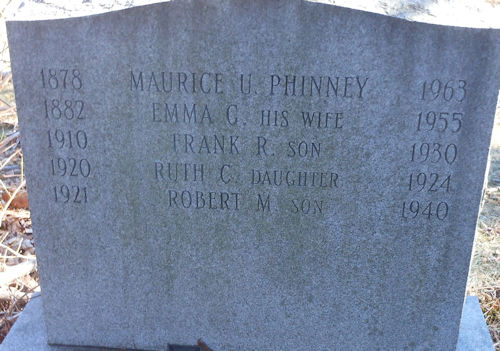 1878 MAURICE U. PHINNEY 1963
1882 EMMA G. HIS WIFE 1955
1910 FRANK R. SON 1930
1920 RUTH C. DAUGHTER 1924
1921 ROBERT M. SON 1940